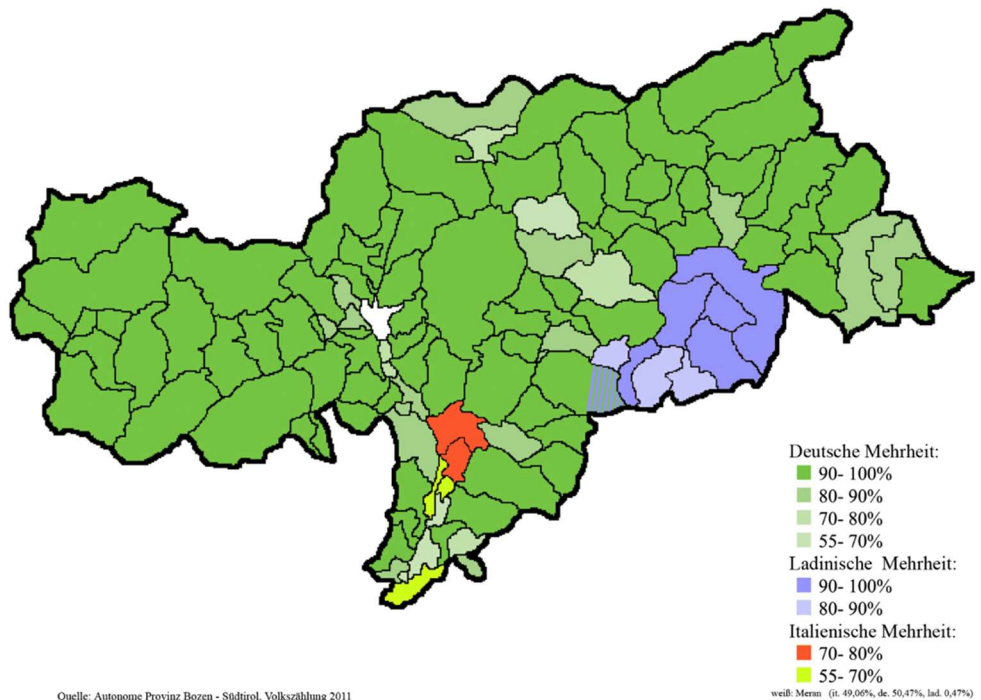 Deutsche Mehrheit:
90- 100%
80- 90%
70- 80%
55- 70%
Ladinische Mehrheit:
90- 100%
80- 90%
Italienische Mehrheit:
70- 80%
55- 70%
weiß: Meran (it. 49,06%, de. 50,47%, lad. 0,47%)
Quelle: Autonome Provinz Bozen - Südtirol, Volkszählung 2011